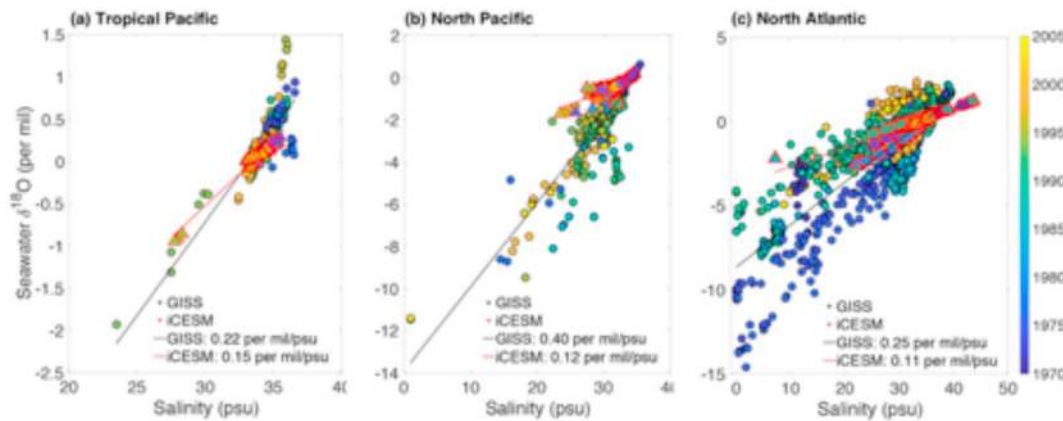 (a) Tropical Pacific
(b) North Pacific
(c) North Atlantic
Seawater δ18O (per mil)
1.5
1
0.5
0
-0.5
-1
-1.5
-2
-2.5
20
25
30
35
40
Salinity (psu)
GISS
iCESM
GISS: 0.22 per mil/psu
iCESM: 0.15 per mil/psu
2
0
-2
-4
-6
-8
-10
-12
-14
0
10
20
30
40
Salinity (psu)
GISS
iCESM
GISS: 0.40 per mil/psu
iCESM: 0.12 per mil/psu
5
0
-5
-10
-15
0
10
20
30
40
50
Salinity (psu)
GISS
iCESM
GISS: 0.25 per mil/psu
iCESM: 0.11 per mil/psu
2005
2000
1995
1990
1985
1980
1975
1970